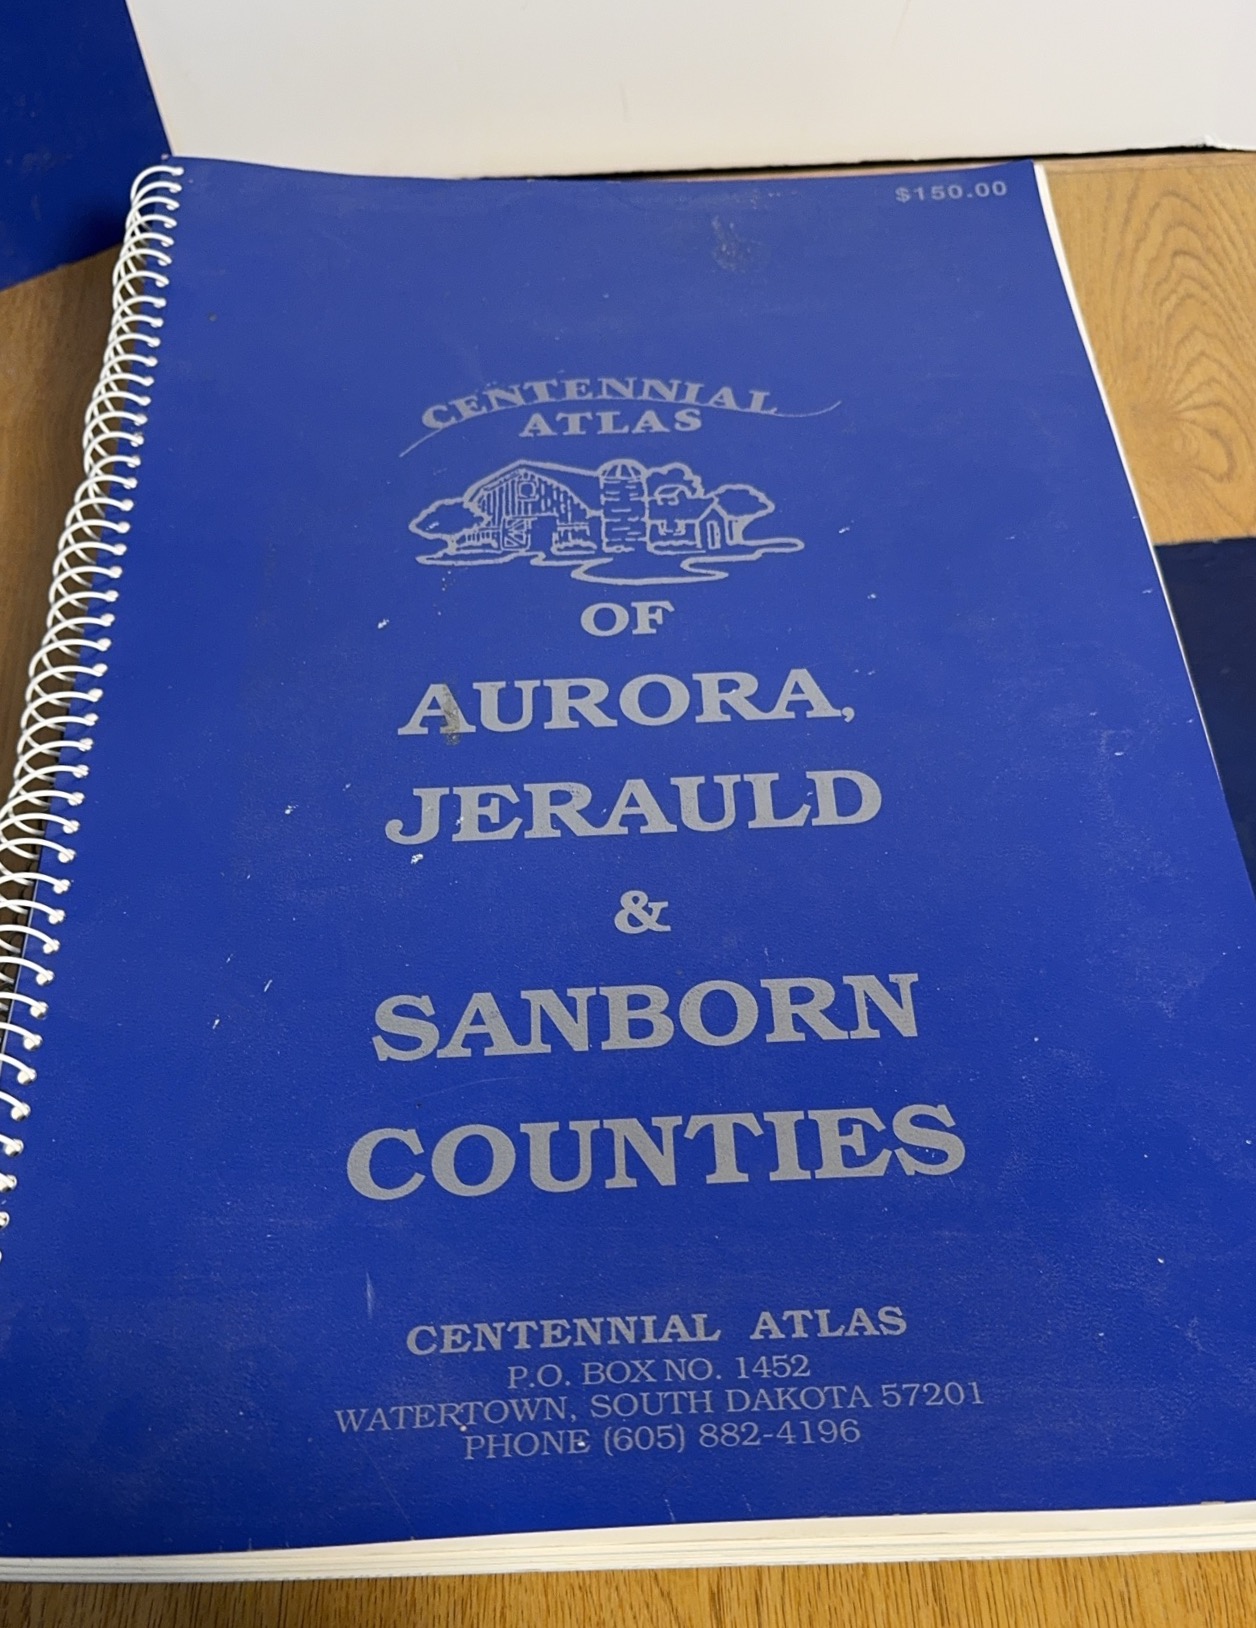 $150.00
CENTENNIAL
ATLAS
OF
AURORA,
JERAULD
&
SANBORN
COUNTIES
CENTENNIAL ATLAS
P.O. BOX NO. 1452
WATERTOWN, SOUTH DAKOTA 57201
PHONE (605) 882-4196